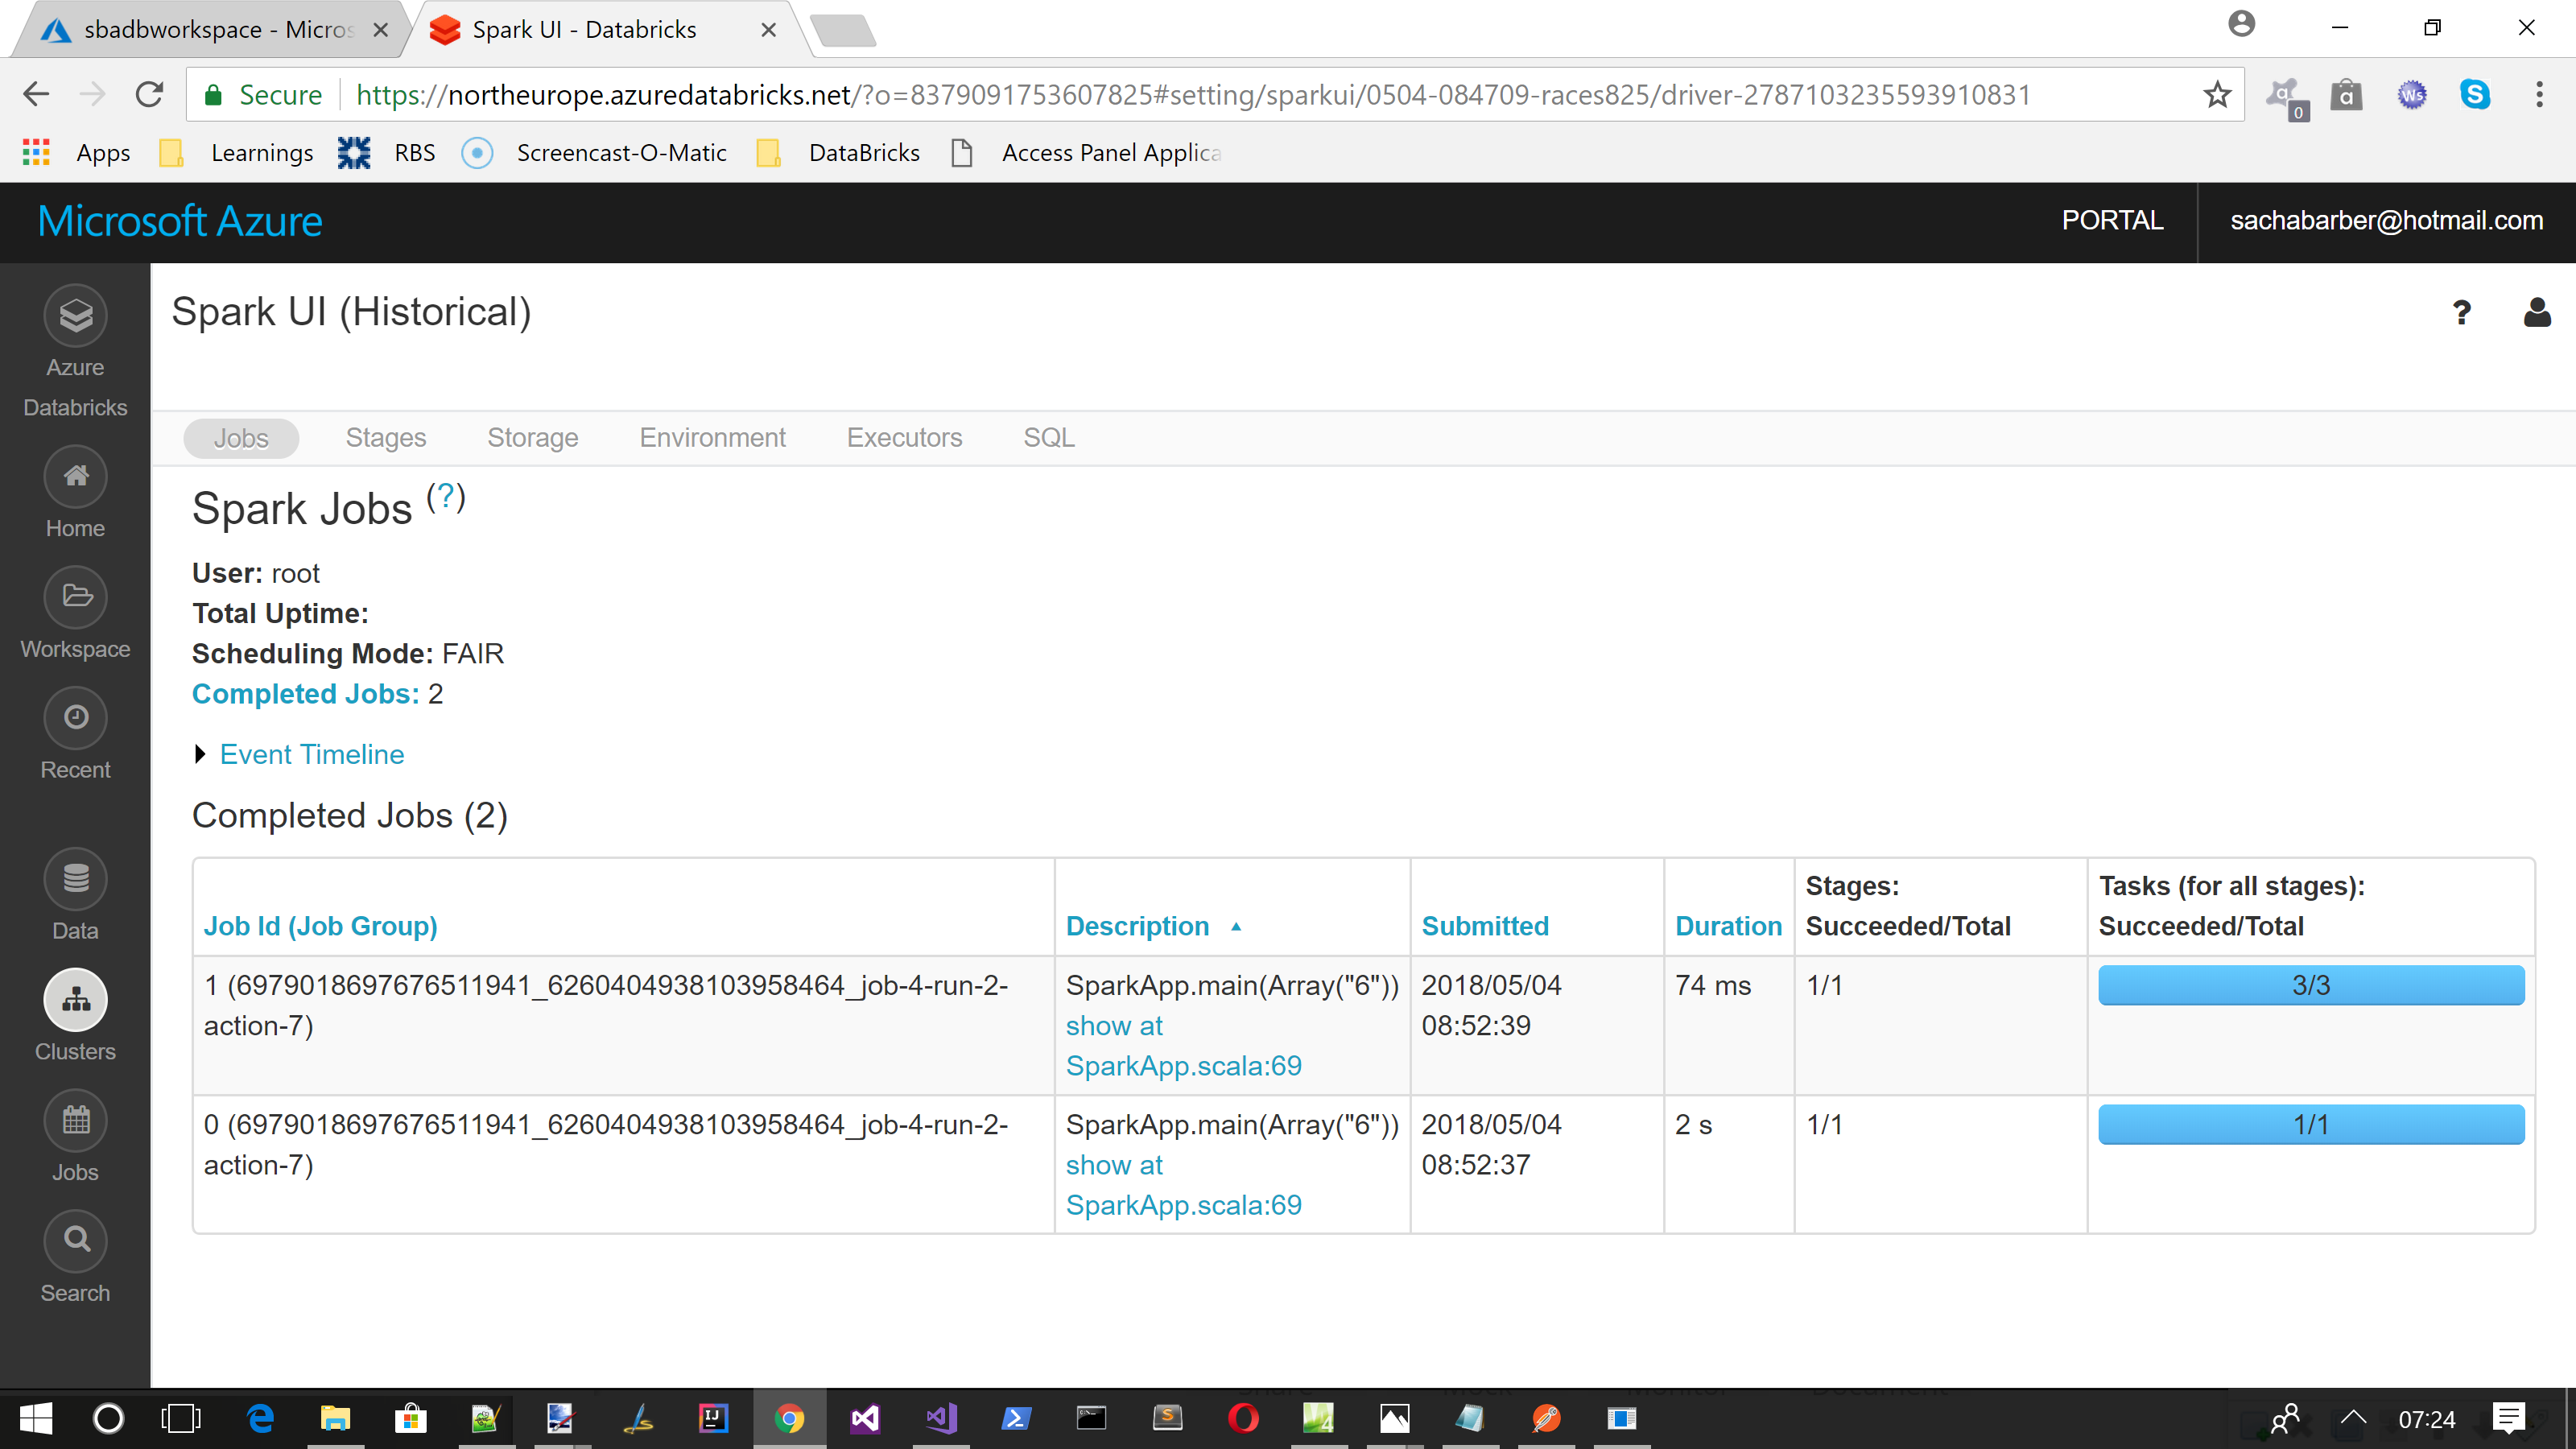 sbadbworkspace - Micros
Spark UI - Databricks
Secure
https://northeurope.azuredatabricks.net/?o=8379091753607825#setting/sparkui/0504-084709-races825/driver-2787103235593910831
0
Apps
Learnings
RBS
Screencast-O-Matic
DataBricks
Access Panel Applica
Microsoft Azure
PORTAL
sachabarber@hotmail.com
Azure
Databricks
Home
Workspace
Recent
Data
Clusters
Jobs
Search
Spark UI (Historical)
?
Jobs
Stages
Storage
Environment
Executors
SQL
Spark Jobs (?)
User: root
Total Uptime:
Scheduling Mode: FAIR
Completed Jobs: 2
Event Timeline
Completed Jobs (2)
Job Id (Job Group)
Description
Submitted
Duration
Stages:
Succeeded/Total
Tasks (for all stages):
Succeeded/Total
1 (6979018697676511941_6260404938103958464_job-4-run-2-
action-7)
SparkApp.main(Array("6"))
show at
SparkApp.scala:69
2018/05/04
08:52:39
74 ms
1/1
3/3
0 (6979018697676511941_6260404938103958464_job-4-run-2-
action-7)
SparkApp.main(Array("6"))
show at
SparkApp.scala:69
2018/05/04
08:52:37
2 s
1/1
1/1
07:24